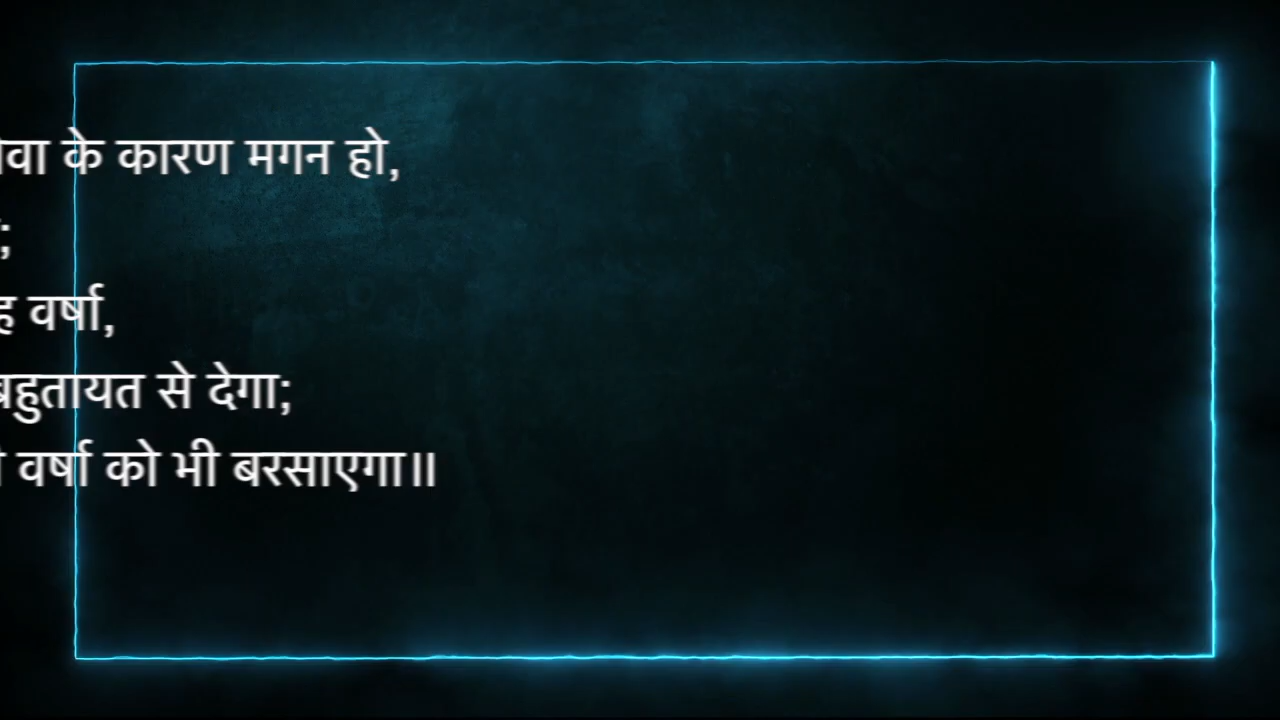 के कारण मगन हो,
वर्षा,
बहुतायत से देगा;
वर्षा को भी बरसाएगा॥